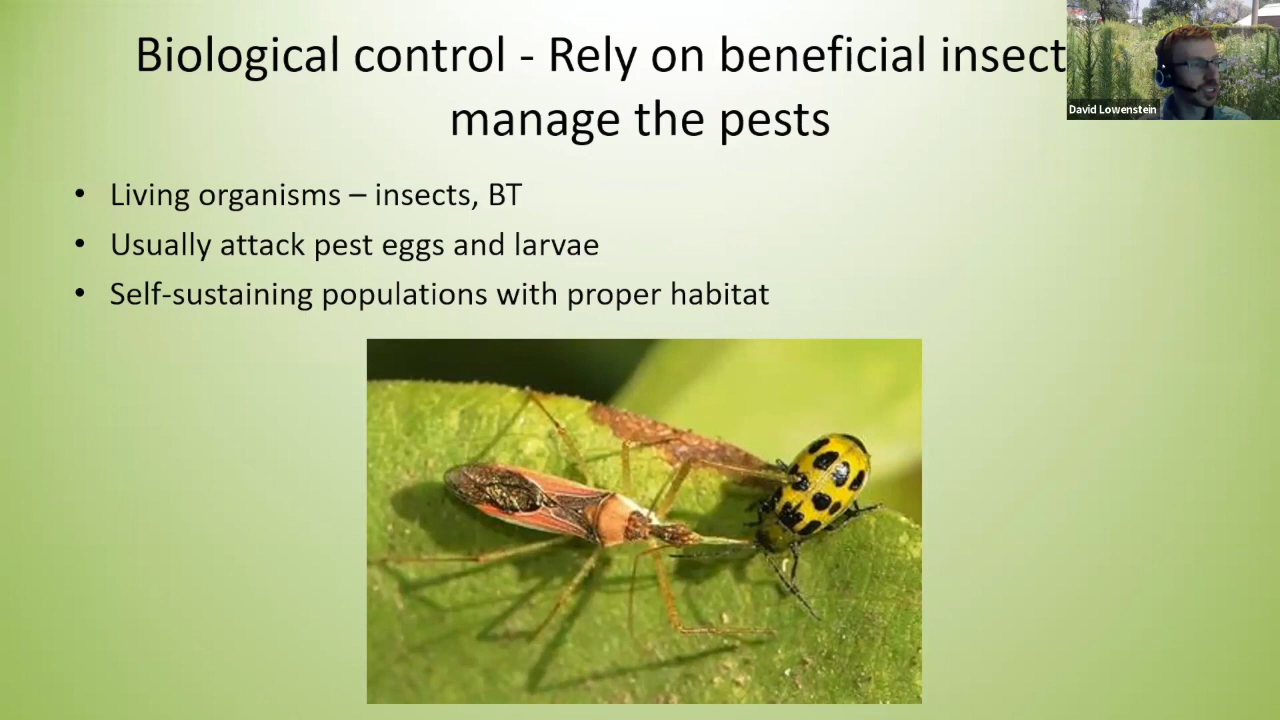 Biological control - Rely on beneficial insect
manage the pests
David Lowenstein
• Living organisms – insects, BT
• Usually attack pest eggs and larvae
• Self-sustaining populations with proper habitat